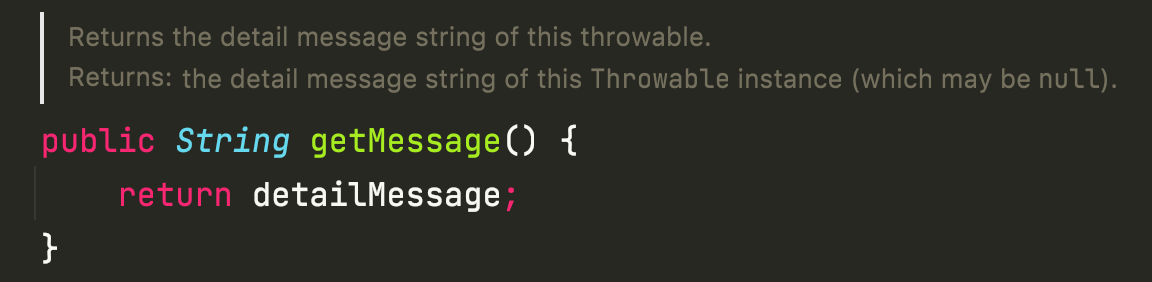 Returns the detail message string of this throwable.
Returns: the detail message string of this Throwable instance (which may be null).
public String getMessage() {
    return detailMessage;
}